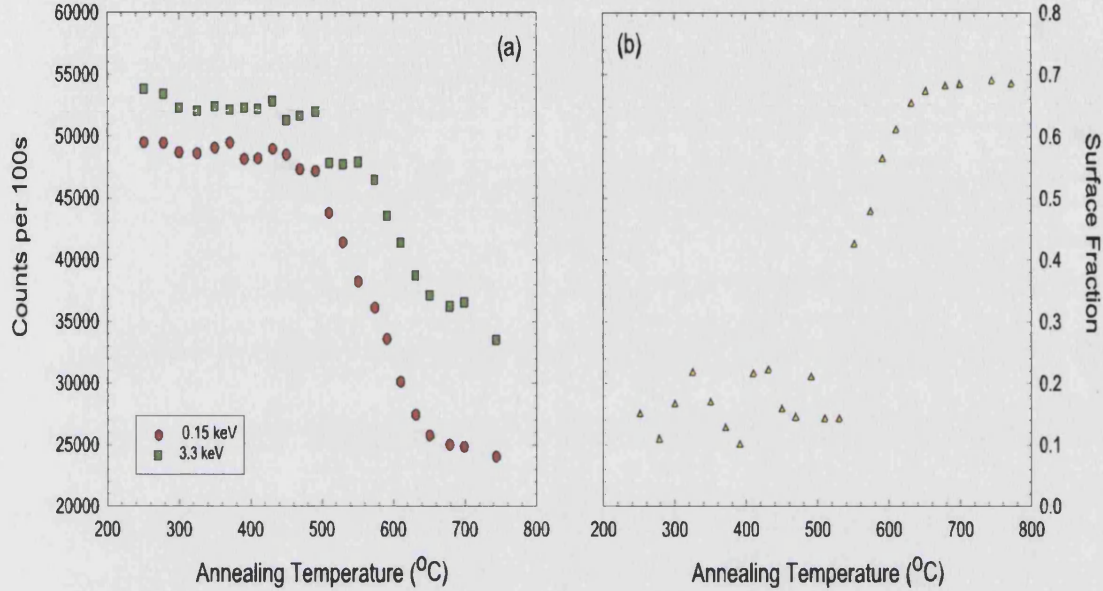 60000
55000
50000
45000
40000
35000
30000
25000
20000
Counts per 100s
(a)
0.15 keV
3.3 keV
200 300 400 500 600 700 800
Annealing Temperature (°C)
(b)
0.8
0.7
0.6
0.5
0.4
0.3
0.2
0.1
0.0
Surface Fraction
200 300 400 500 600 700 800
Annealing Temperature (°C)